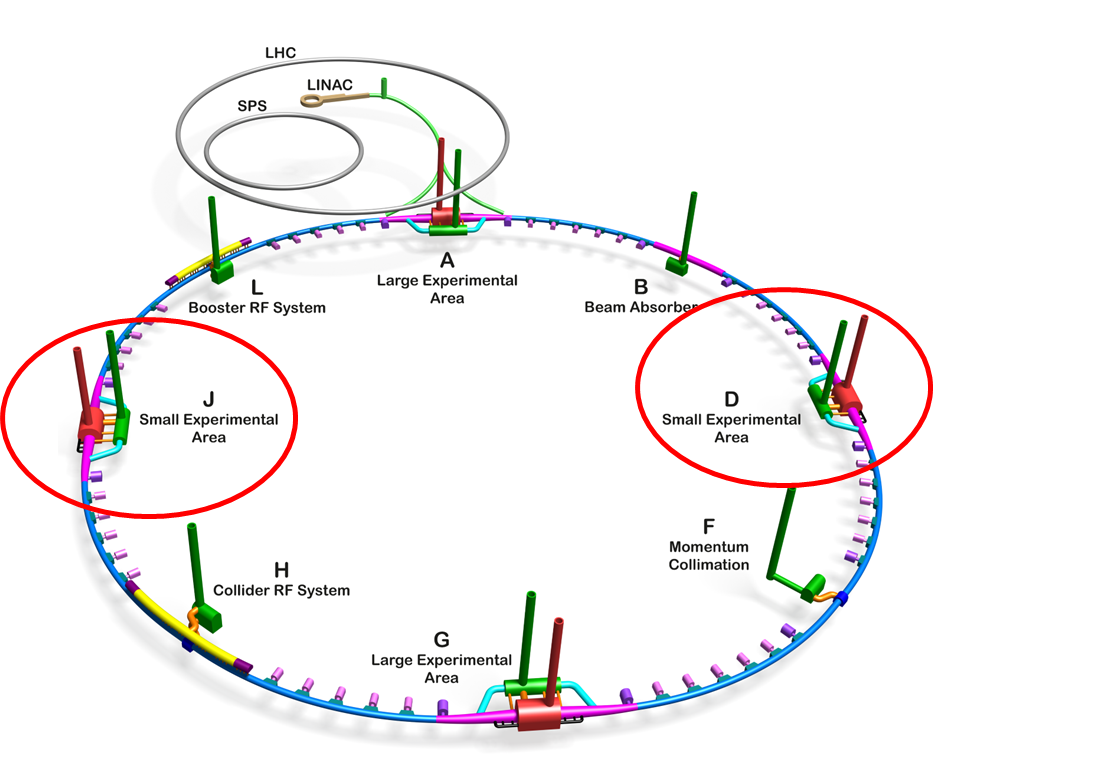 LHC
LINAC
SPS
A
Large Experimental
Area
L
Booster RF System
B
Beam Absorber
J
Small Experimental
Area
D
Small Experimental
Area
F
Momentum
Collimation
H
Collider RF System
G
Large Experimental
Area